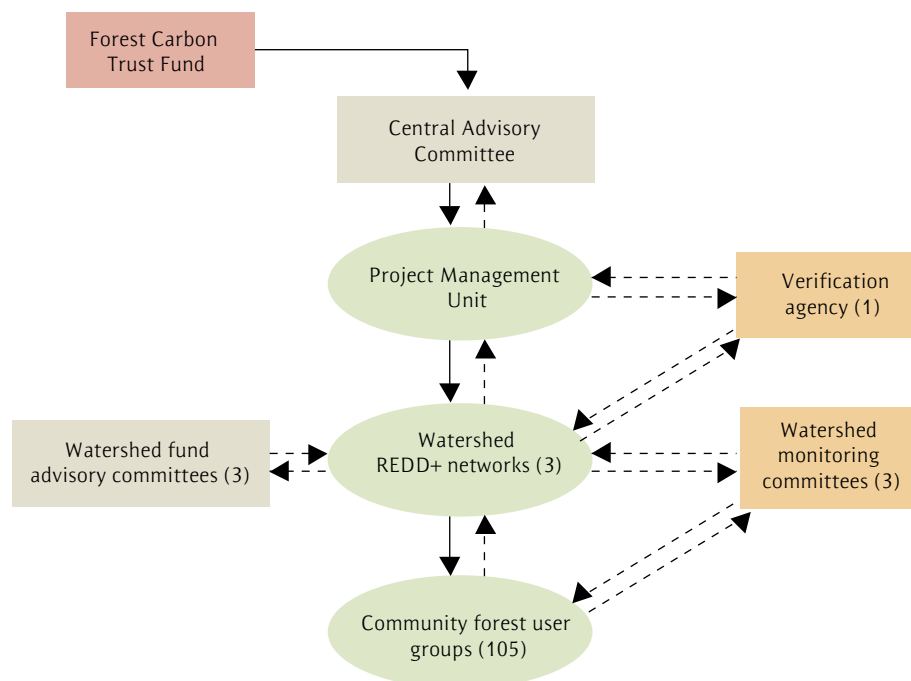 Forest Carbon
Trust Fund
Central Advisory
Committee
Project Management
Unit
Verification
agency (1)
Watershed fund
advisory committees (3)
Watershed
REDD+ networks (3)
Watershed
monitoring
committees (3)
Community forest user
groups (105)